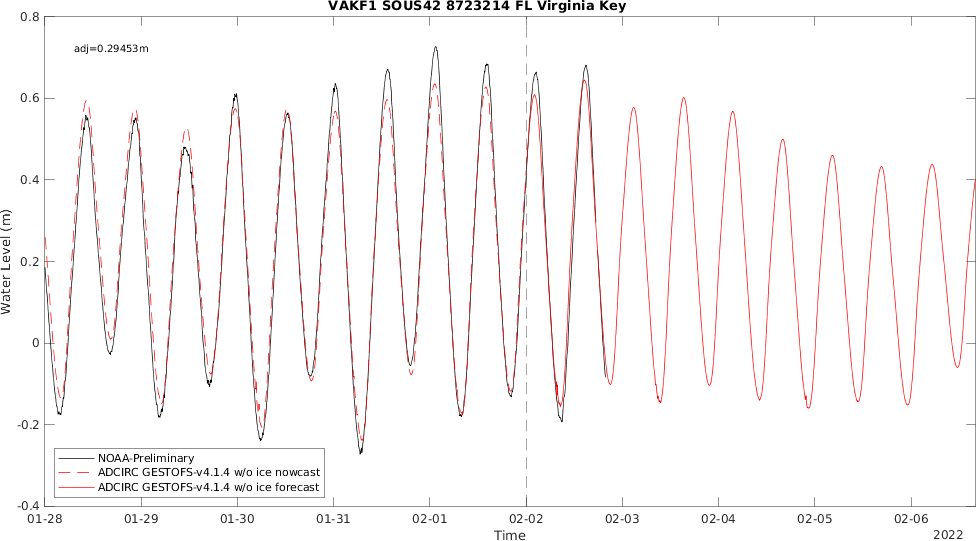 VAKF1 SOUS42 8723214 FL Virginia Key
0.8
0.6
0.4
0.2
0
-0.2
-0.4
Water Level (m)
adj=0.29453m
NOAA-Preliminary
ADCIRC GESTOFS-v4.1.4 w/o ice nowcast
ADCIRC GESTOFS-v4.1.4 w/o ice forecast
01-28 01-29 01-30 01-31 02-01 02-02 02-03 02-04 02-05 02-06
Time
2022